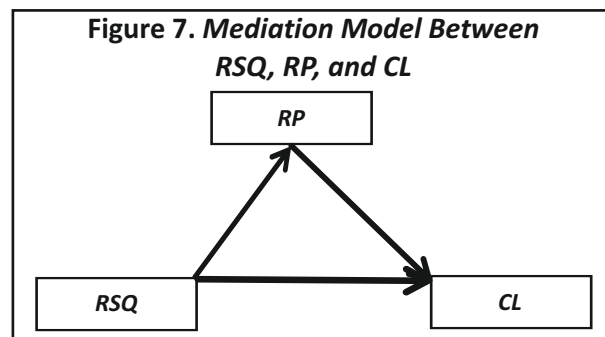 Figure 7. Mediation Model Between
RSQ, RP, and CL
RP
RSQ
CL